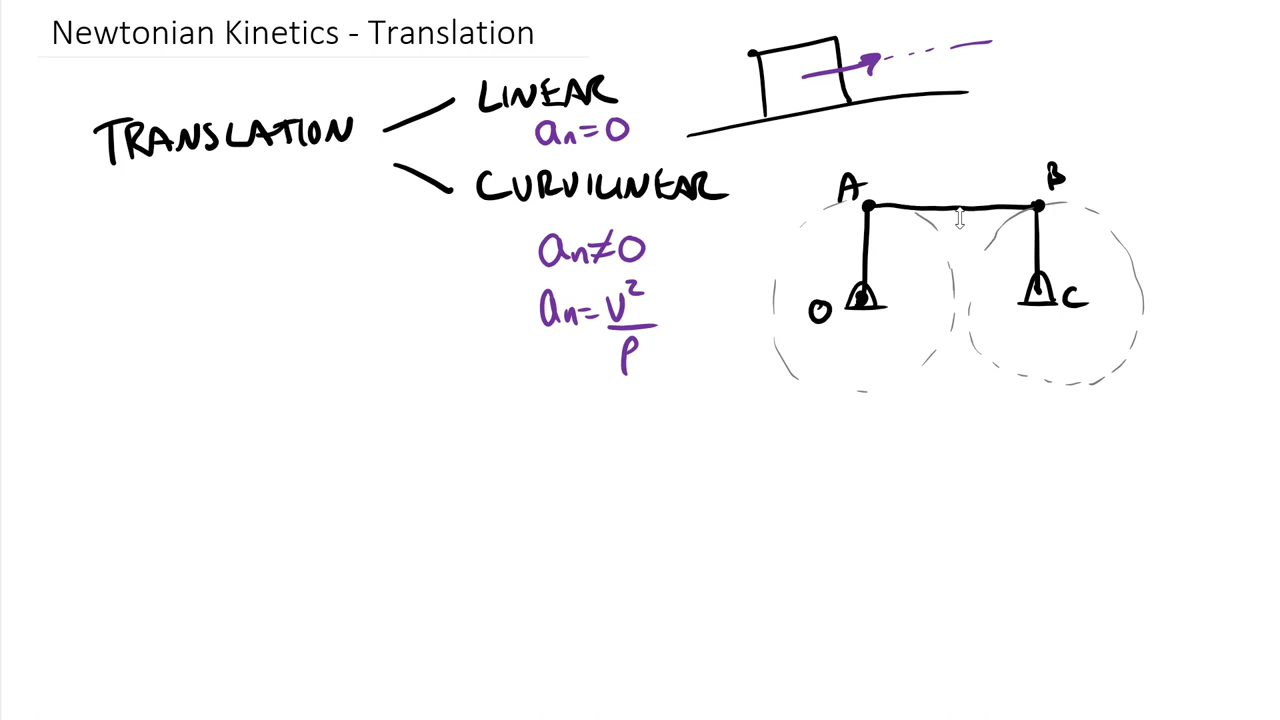 Newtonian Kinetics - Translation
TRANSLATION
LINEAR
aₙ=0
CURVILINEAR
aₙ≠0
aₙ=v²/ρ
A
B
O
C